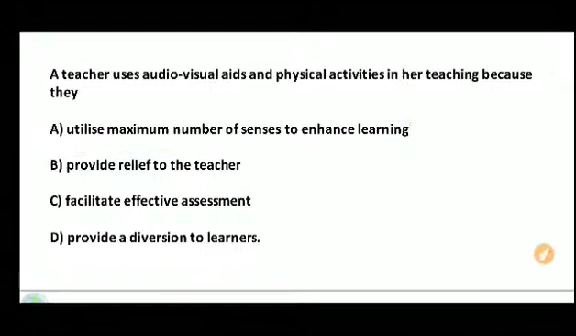 A teacher uses audio-visual aids and physical activities in her teaching because
they
A) utilise maximum number of senses to enhance learning
B) provide relief to the teacher
C) facilitate effective assessment
D) provide a diversion to learners.